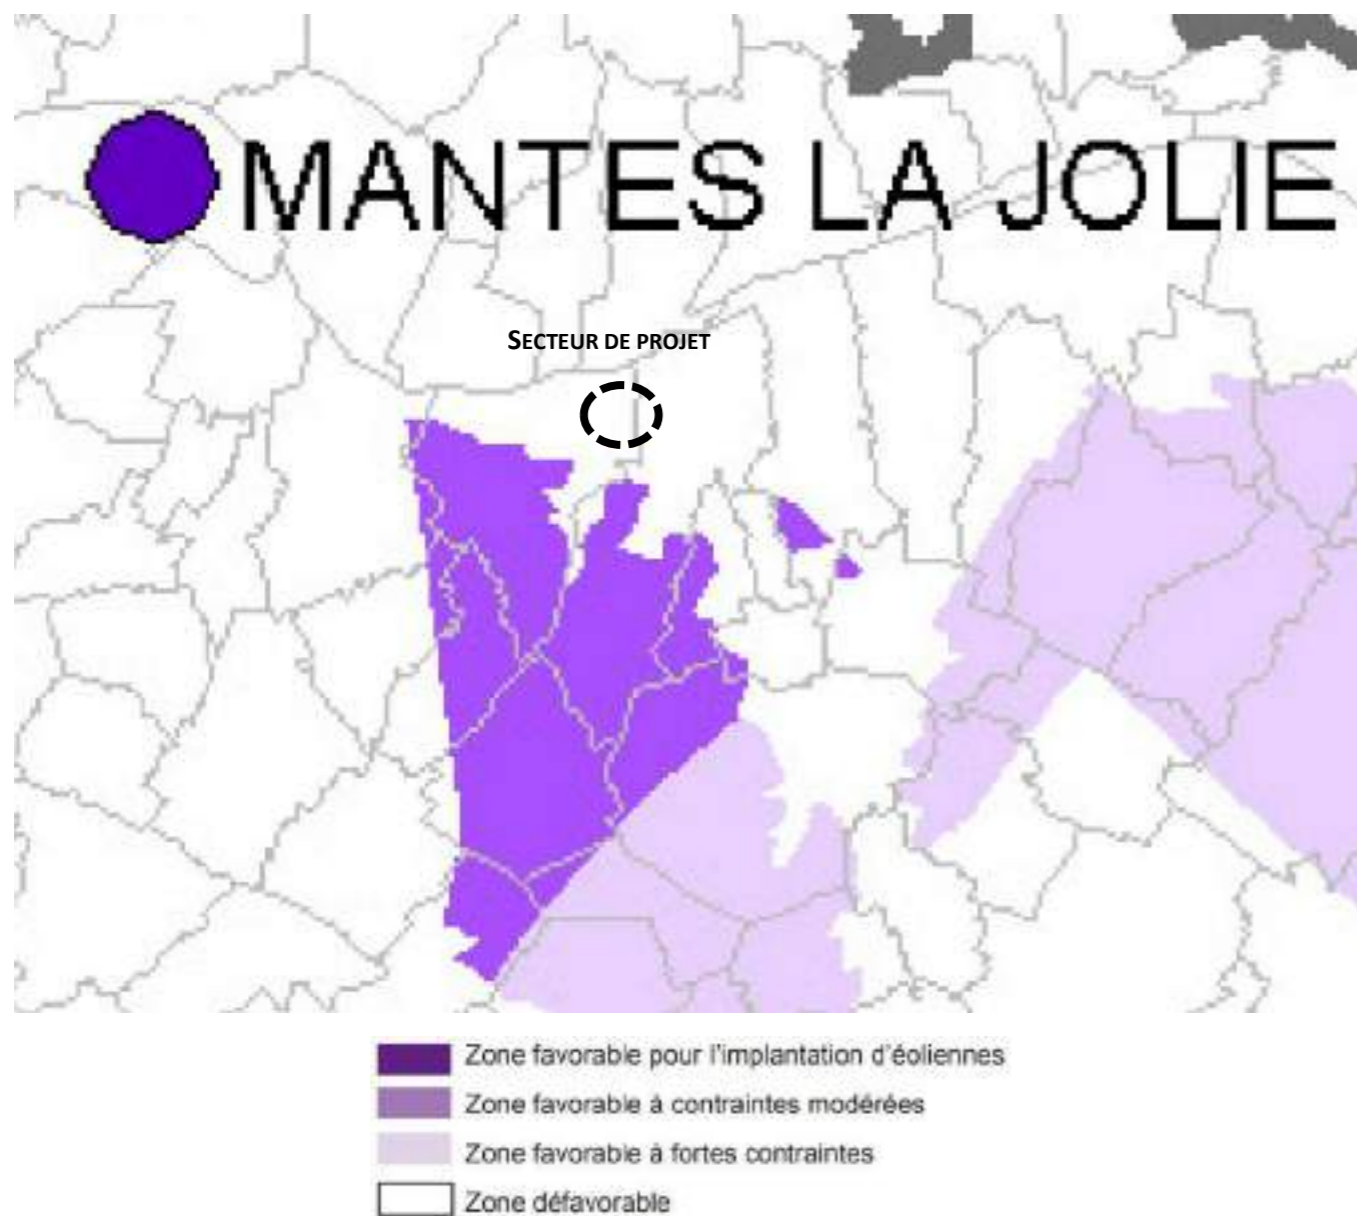 MANTES LA JOLIE
SECTEUR DE PROJET
Zone favorable pour l'implantation d'éoliennes
Zone favorable à contraintes modérées
Zone favorable à fortes contraintes
Zone défavorable